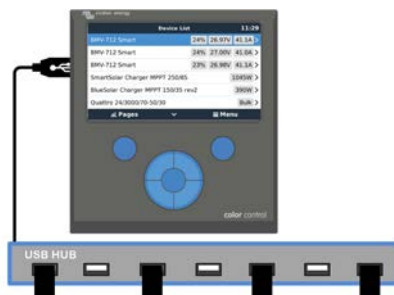 victron energy
Device List 11:29
BMV-712 Smart 24% 26.97V 41.1A
BMV-712 Smart 24% 27.00V 41.0A
BMV-712 Smart 23% 26.98V 41.1A
SmartSolar Charger MPPT 250/85 1045W
BlueSolar Charger MPPT 150/35 rev2 390W
Quattro 24/3000/70-50/30 Bulk
Pages Menu
color control
USB HUB